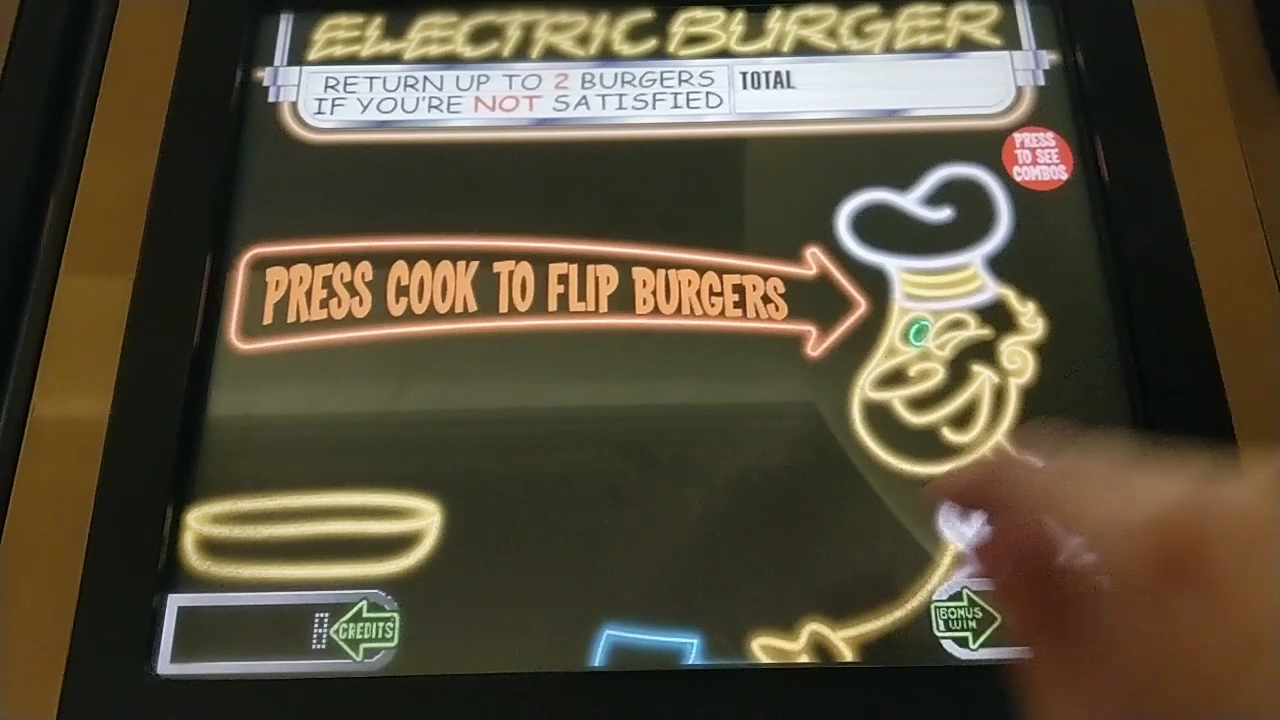 ELECTRIC BURGER
RETURN UP TO 2 BURGERS
IF YOU'RE NOT SATISFIED
TOTAL
PRESS
TO SEE
COMBOS
PRESS COOK TO FLIP BURGERS
CREDITS
BONUS
WIN